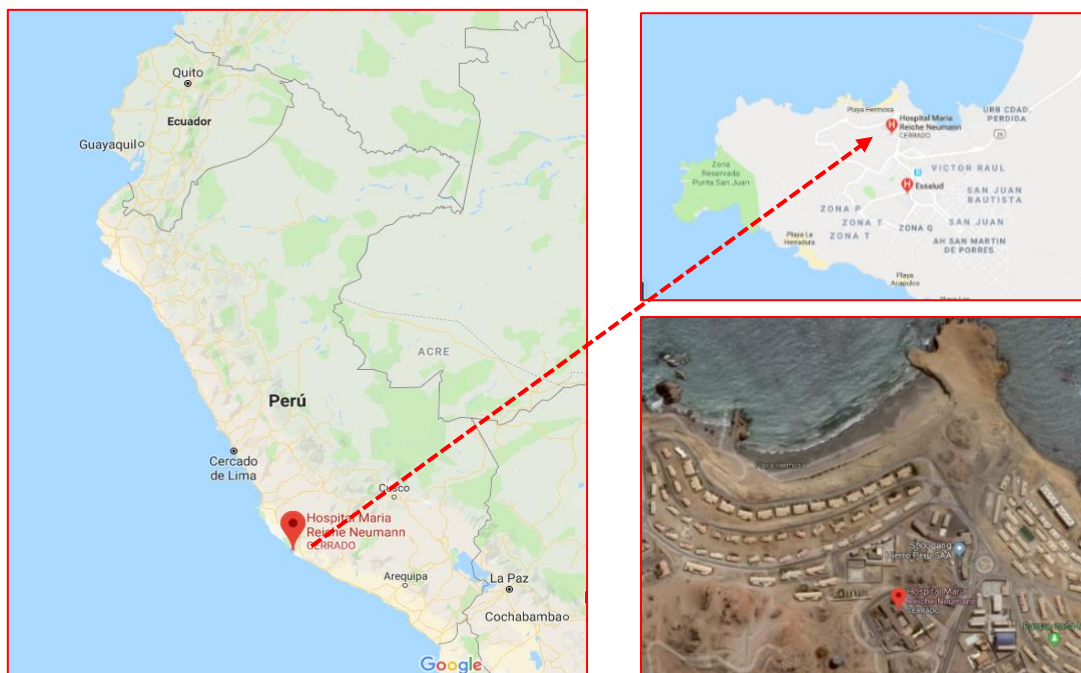 Quito
Ecuador
Guayaquil
ACRE
Perú
Cercado
de Lima
Cusco
Hospital Maria
Reiche Neumann
CERRADO
Arequipa
La Paz
Cochabamba
Google
Playa Hermosa
Hospital Maria
Reiche Neumann
CERRADO
URB CDAD.
PERDIDA
26
Zona
Reservada
Punta San Juan
VICTOR RAUL
H
Essalud
SAN JUAN
BAUTISTA
ZONA P
ZONA T
ZONA Q
SAN JUAN
ZONA T
AH SAN MARTIN
DE PORRES
Playa La
Herradura
Playa
Acapulco
Playa Hermosa
Shougang
Hierro Peru SAA
Hospital Maria
Reiche Neumann
CERRADO
Parque Zona